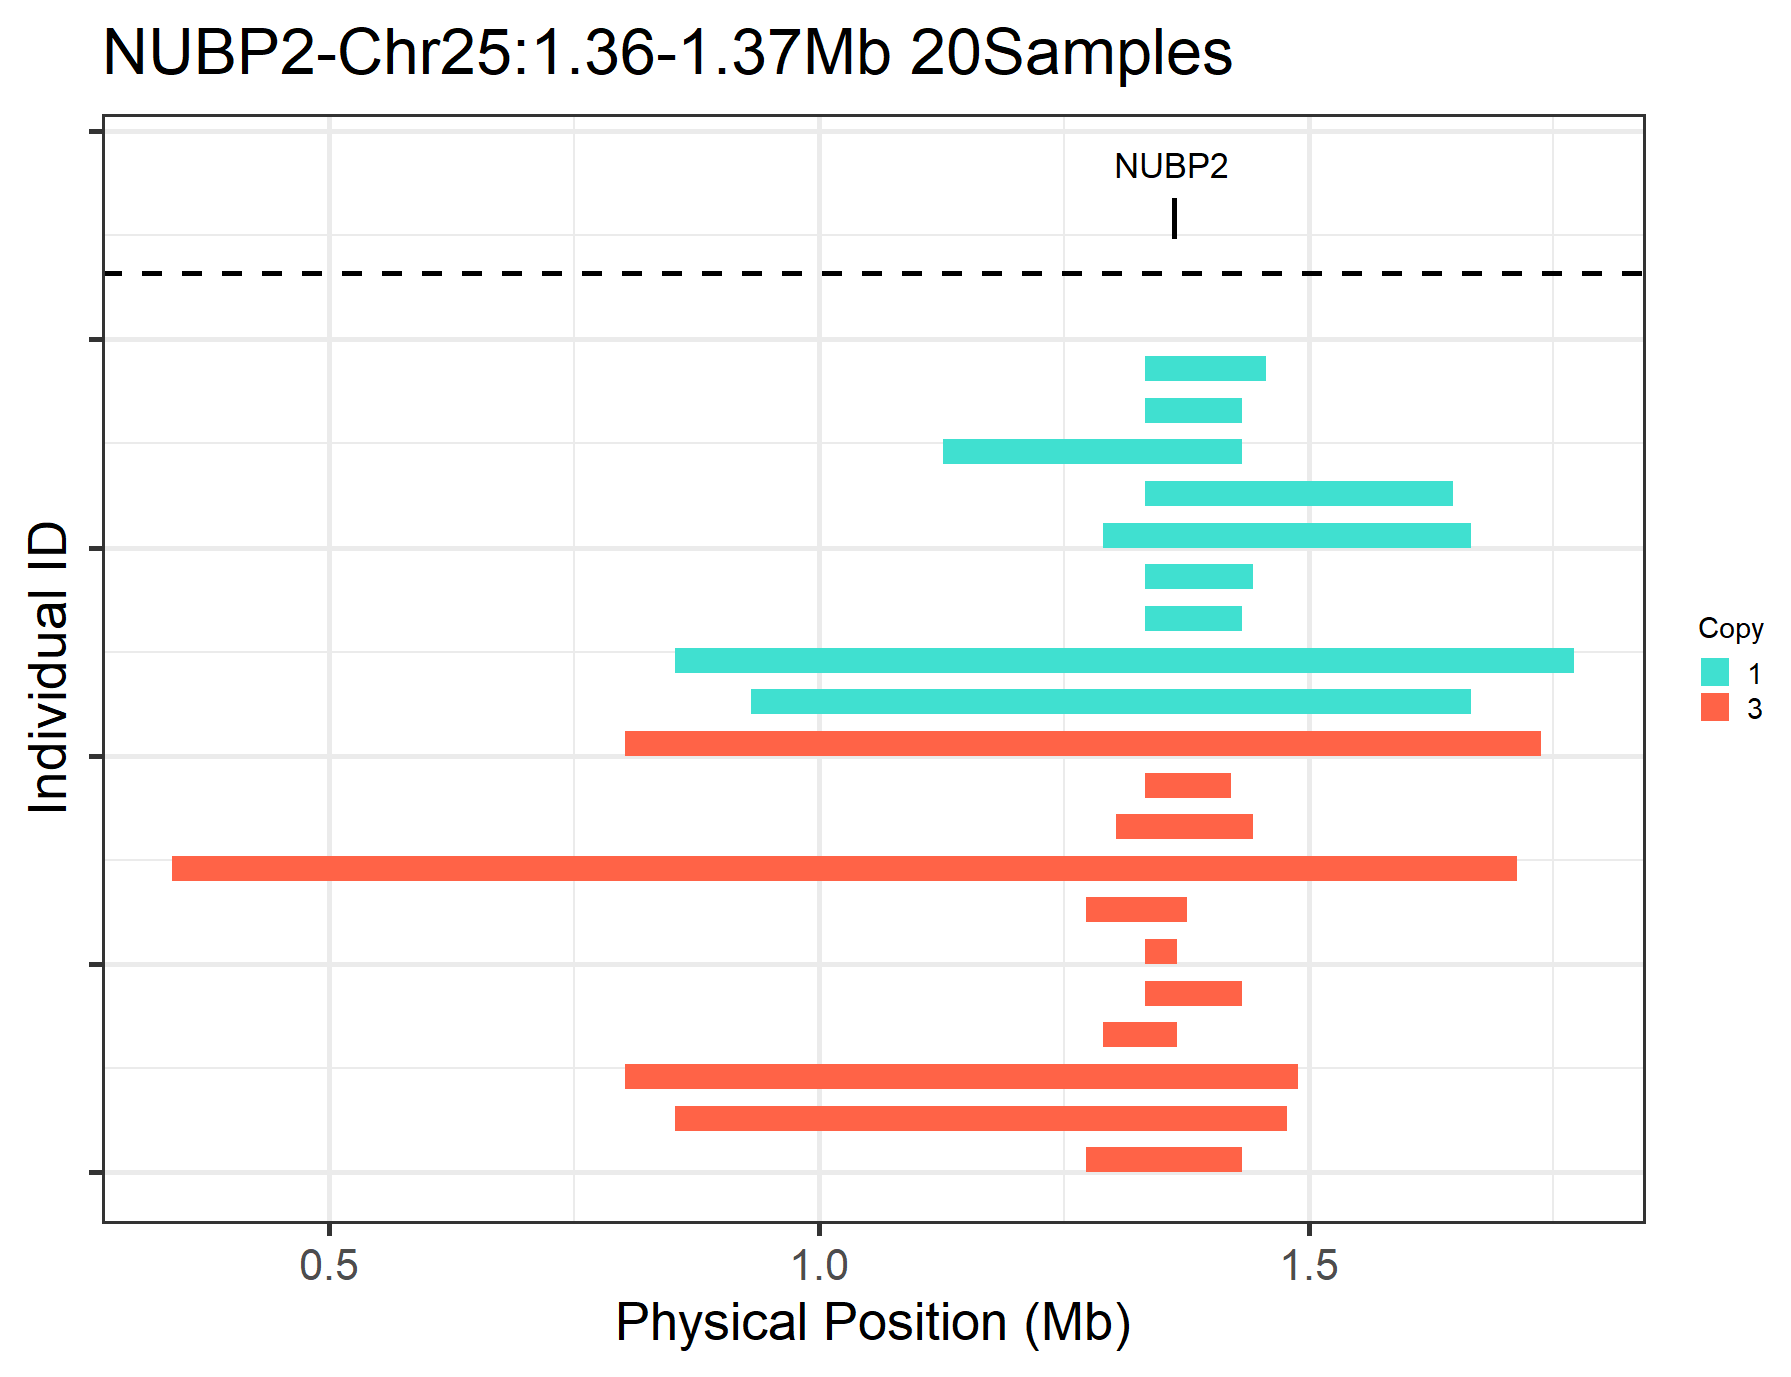 NUBP2-Chr25:1.36-1.37Mb 20Samples
NUBP2
Individual ID
Copy
1
3
0.5 1.0 1.5
Physical Position (Mb)